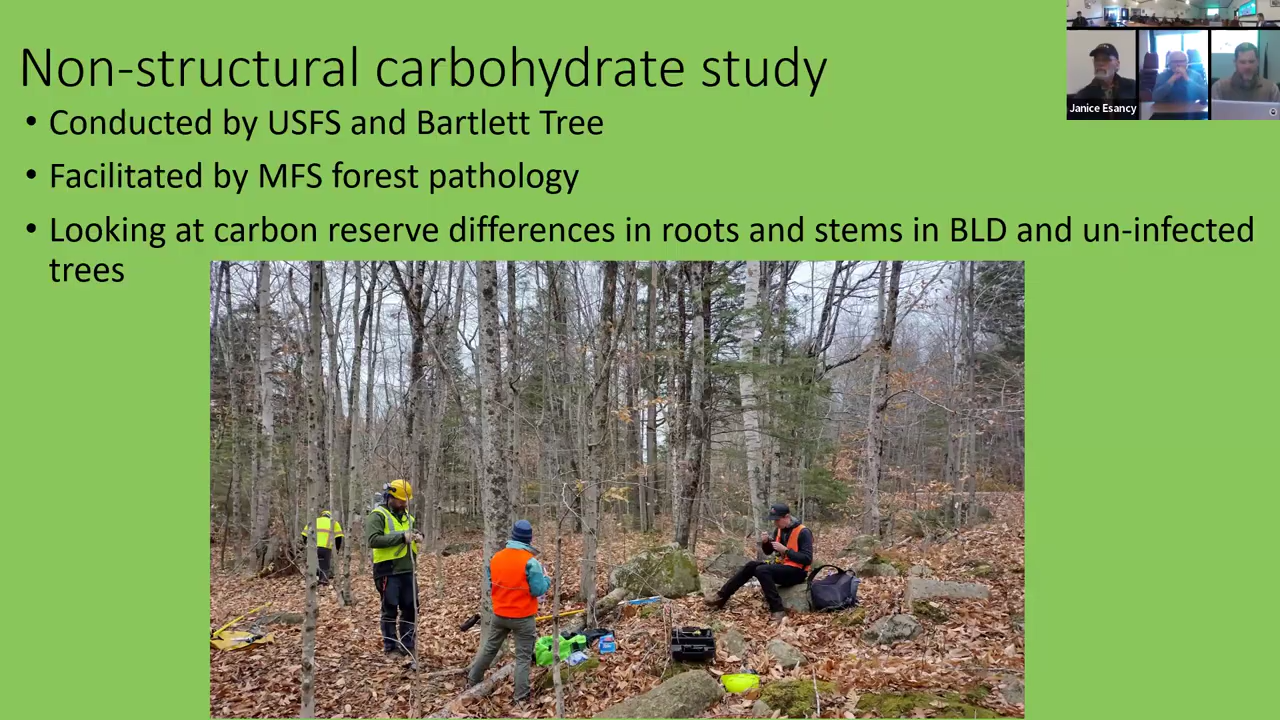 Non-structural carbohydrate study
• Conducted by USFS and Bartlett Tree
• Facilitated by MFS forest pathology
• Looking at carbon reserve differences in roots and stems in BLD and un-infected
trees
Janice Esancy